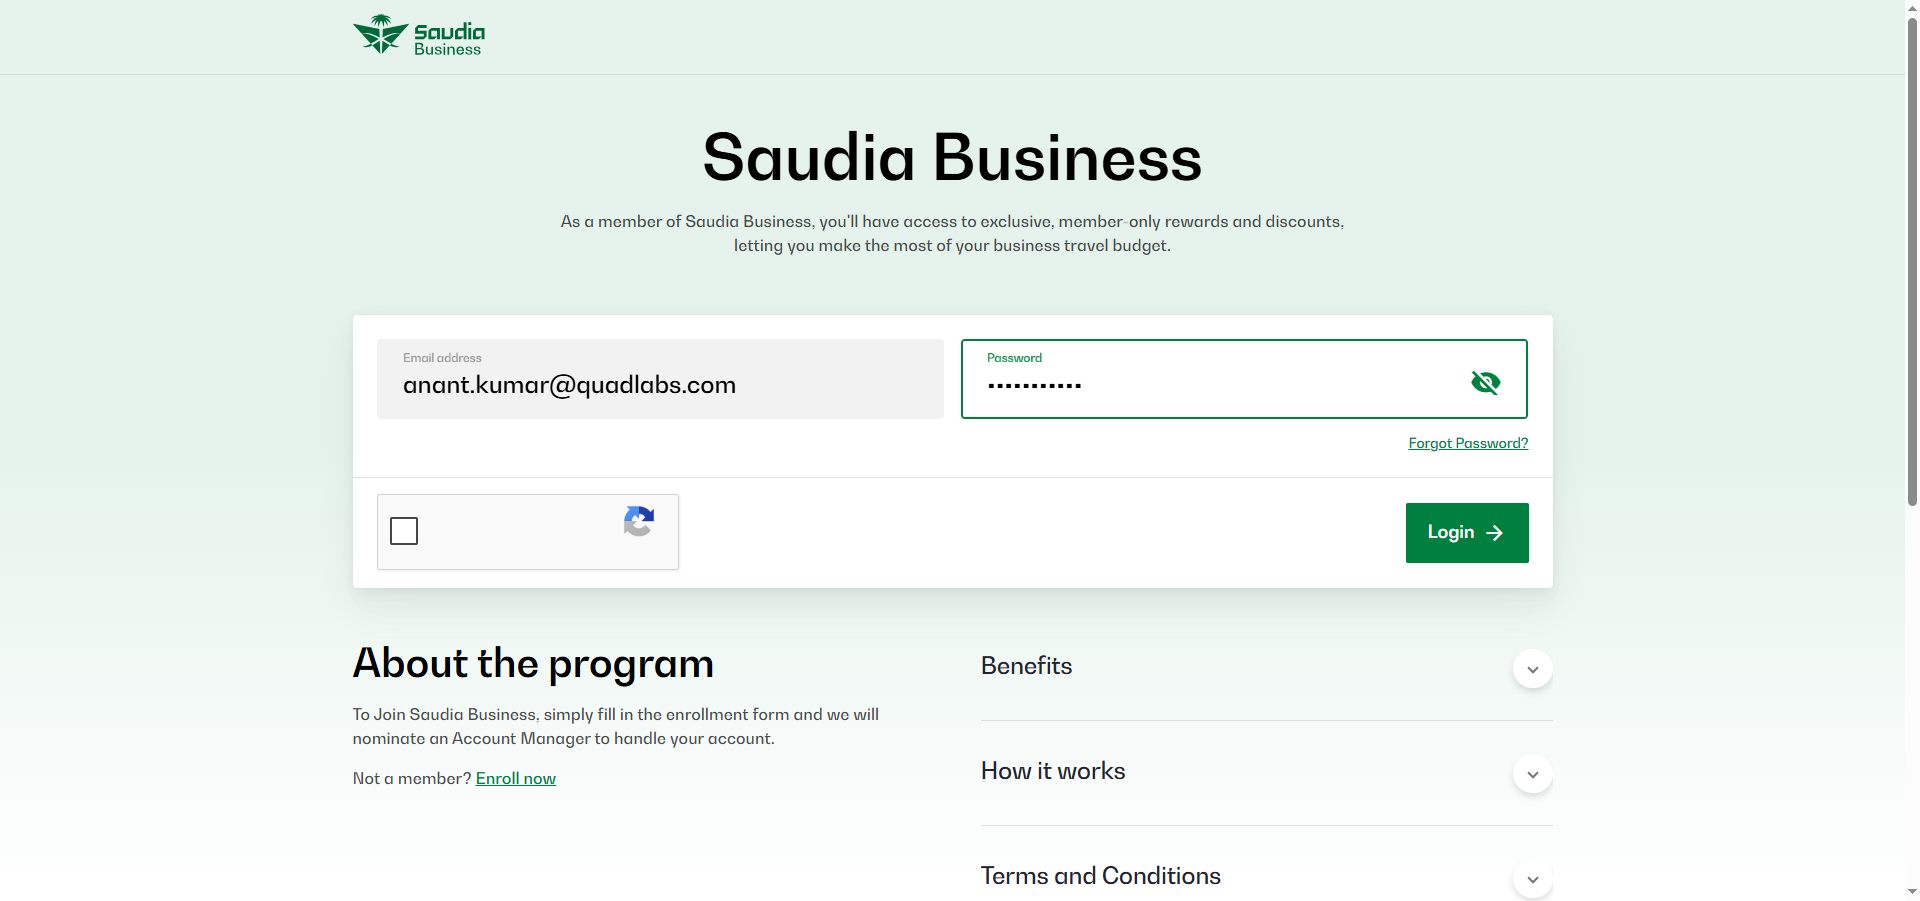 Saudia
Business
Saudia Business
As a member of Saudia Business, you'll have access to exclusive, member-only rewards and discounts,
letting you make the most of your business travel budget.
Email address
anant.kumar@quadlabs.com
Password
•••••••••••
Forgot Password?
Login
About the program
To Join Saudia Business, simply fill in the enrollment form and we will
nominate an Account Manager to handle your account.
Not a member? Enroll now
Benefits
How it works
Terms and Conditions